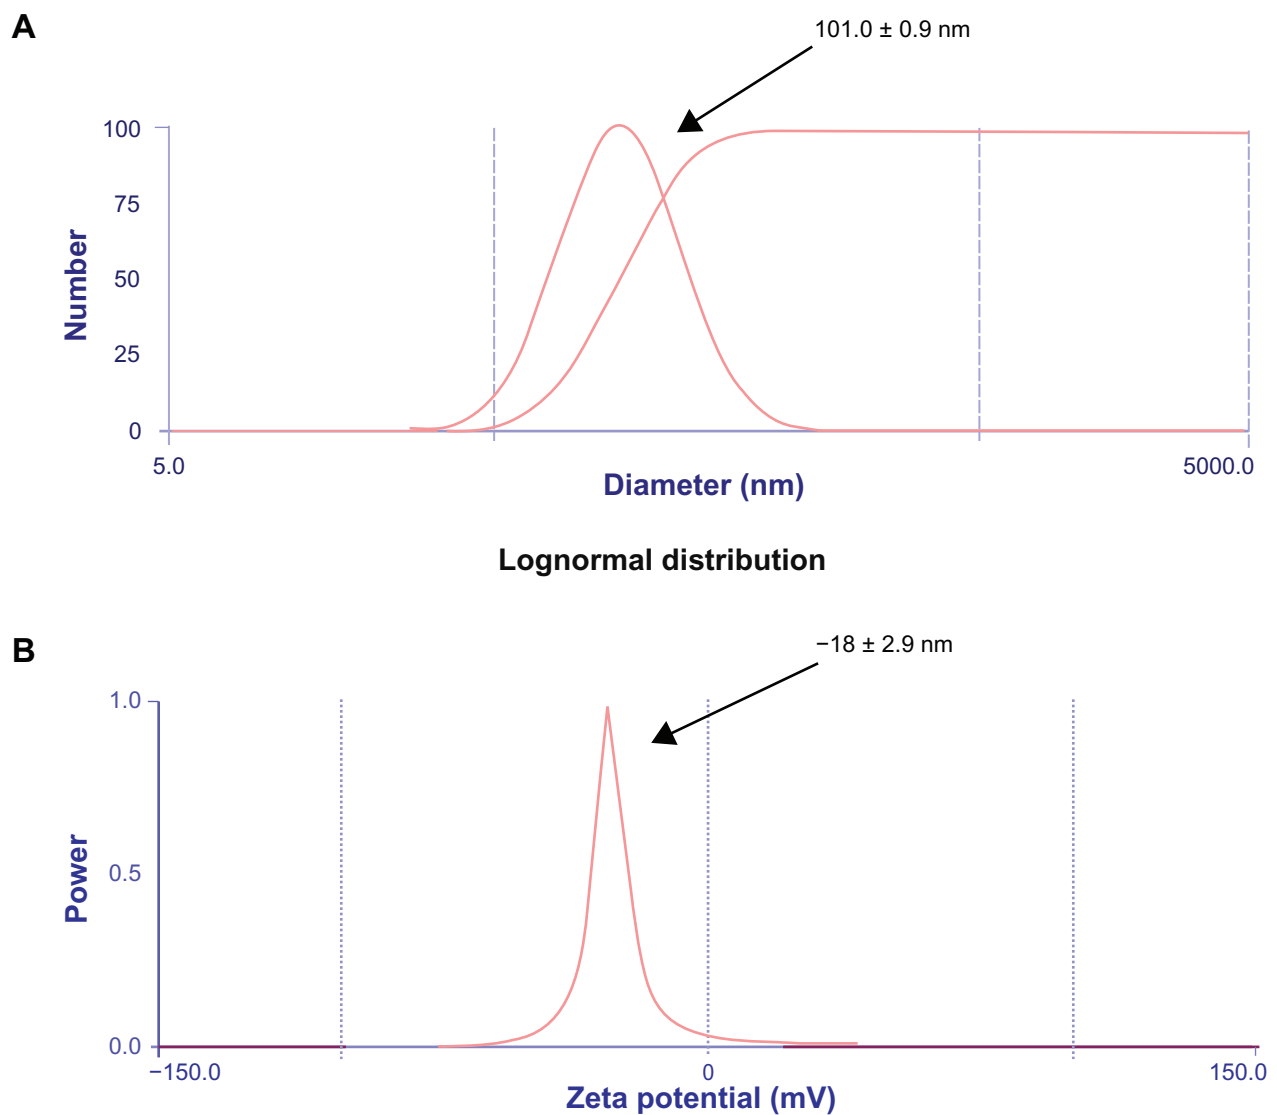 A
101.0 ± 0.9 nm
100
75
50
25
0
Number
5.0
5000.0
Diameter (nm)
Lognormal distribution
B
−18 ± 2.9 nm
1.0
0.5
0.0
Power
−150.0
0
150.0
Zeta potential (mV)